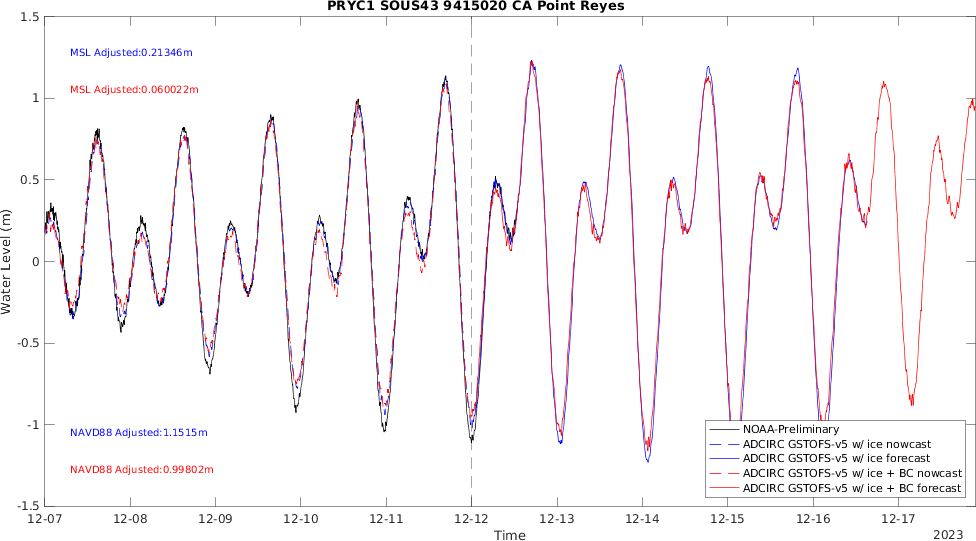 PRYC1 SOUS43 9415020 CA Point Reyes
1.5
MSL Adjusted:0.21346m
1
MSL Adjusted:0.060022m
0.5
Water Level (m)
0
-0.5
-1
NAVD88 Adjusted:1.1515m
NAVD88 Adjusted:0.99802m
-1.5
NOAA-Preliminary
ADCIRC GSTOFS-v5 w/ ice nowcast
ADCIRC GSTOFS-v5 w/ ice forecast
ADCIRC GSTOFS-v5 w/ ice + BC nowcast
ADCIRC GSTOFS-v5 w/ ice + BC forecast
12-07 12-08 12-09 12-10 12-11 12-12 12-13 12-14 12-15 12-16 12-17
Time
2023